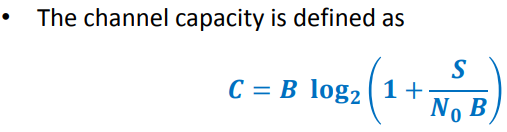 • The channel capacity is defined as
C = B log₂ (1 + S / (N₀ B))